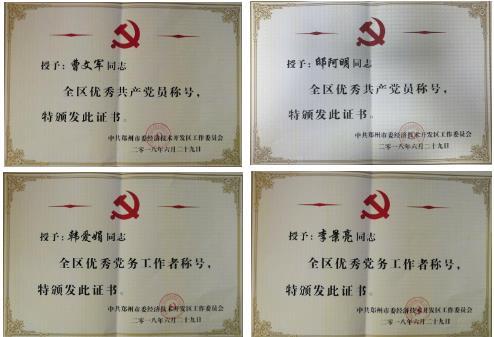 授予：曹文军同志
全区优秀共产党员称号，
特颁发此证书。
中共郑州市委经济技术开发区工作委员会
二零一八年六月二十九日
授予：邸阿明同志
全区优秀共产党员称号，
特颁发此证书。
中共郑州市委经济技术开发区工作委员会
二零一八年六月二十九日
授予：韩爱娟同志
全区优秀党务工作者称号，
特颁发此证书。
中共郑州市委经济技术开发区工作委员会
二零一八年六月二十九日
授予：李景亮同志
全区优秀党务工作者称号，
特颁发此证书。
中共郑州市委经济技术开发区工作委员会
二零一八年六月二十九日